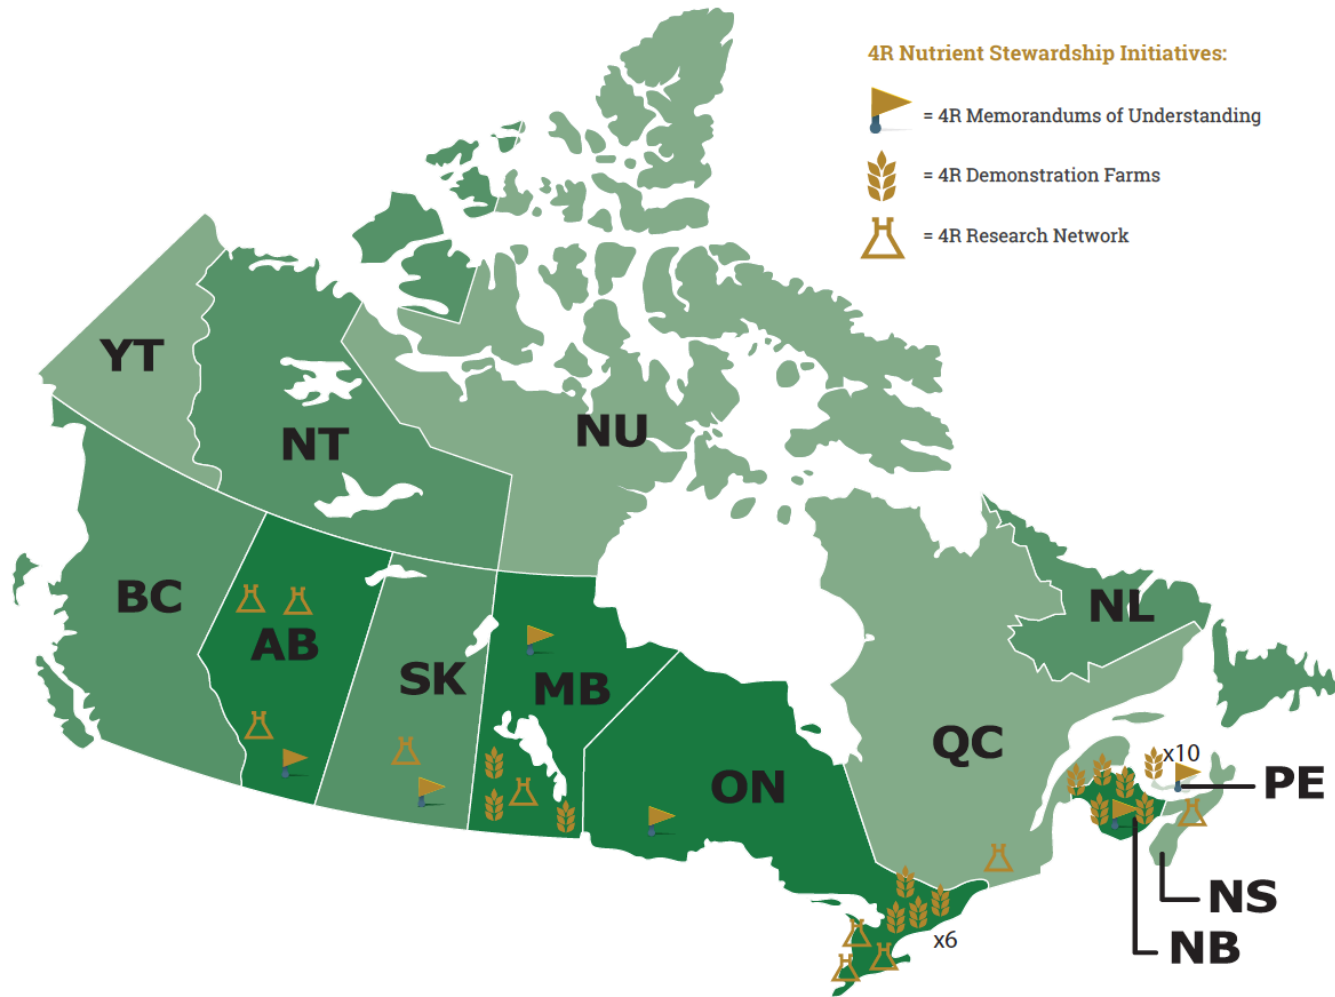 4R Nutrient Stewardship Initiatives:
= 4R Memorandums of Understanding
= 4R Demonstration Farms
= 4R Research Network
YT
NT
NU
BC
AB
SK
MB
ON
QC
NL
x10
PE
NS
NB
x6